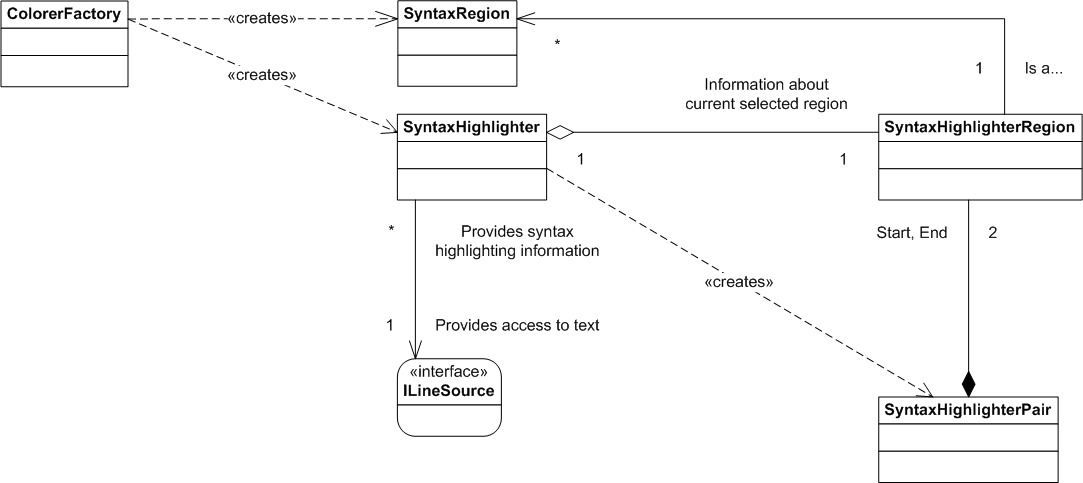 ColorerFactory
«creates»
SyntaxRegion
*
1
Is a...
«creates»
Information about
current selected region
SyntaxHighlighter
SyntaxHighlighterRegion
1
1
*
Provides syntax
highlighting information
Start, End
2
«creates»
1
Provides access to text
«interface»
ILineSource
SyntaxHighlighterPair